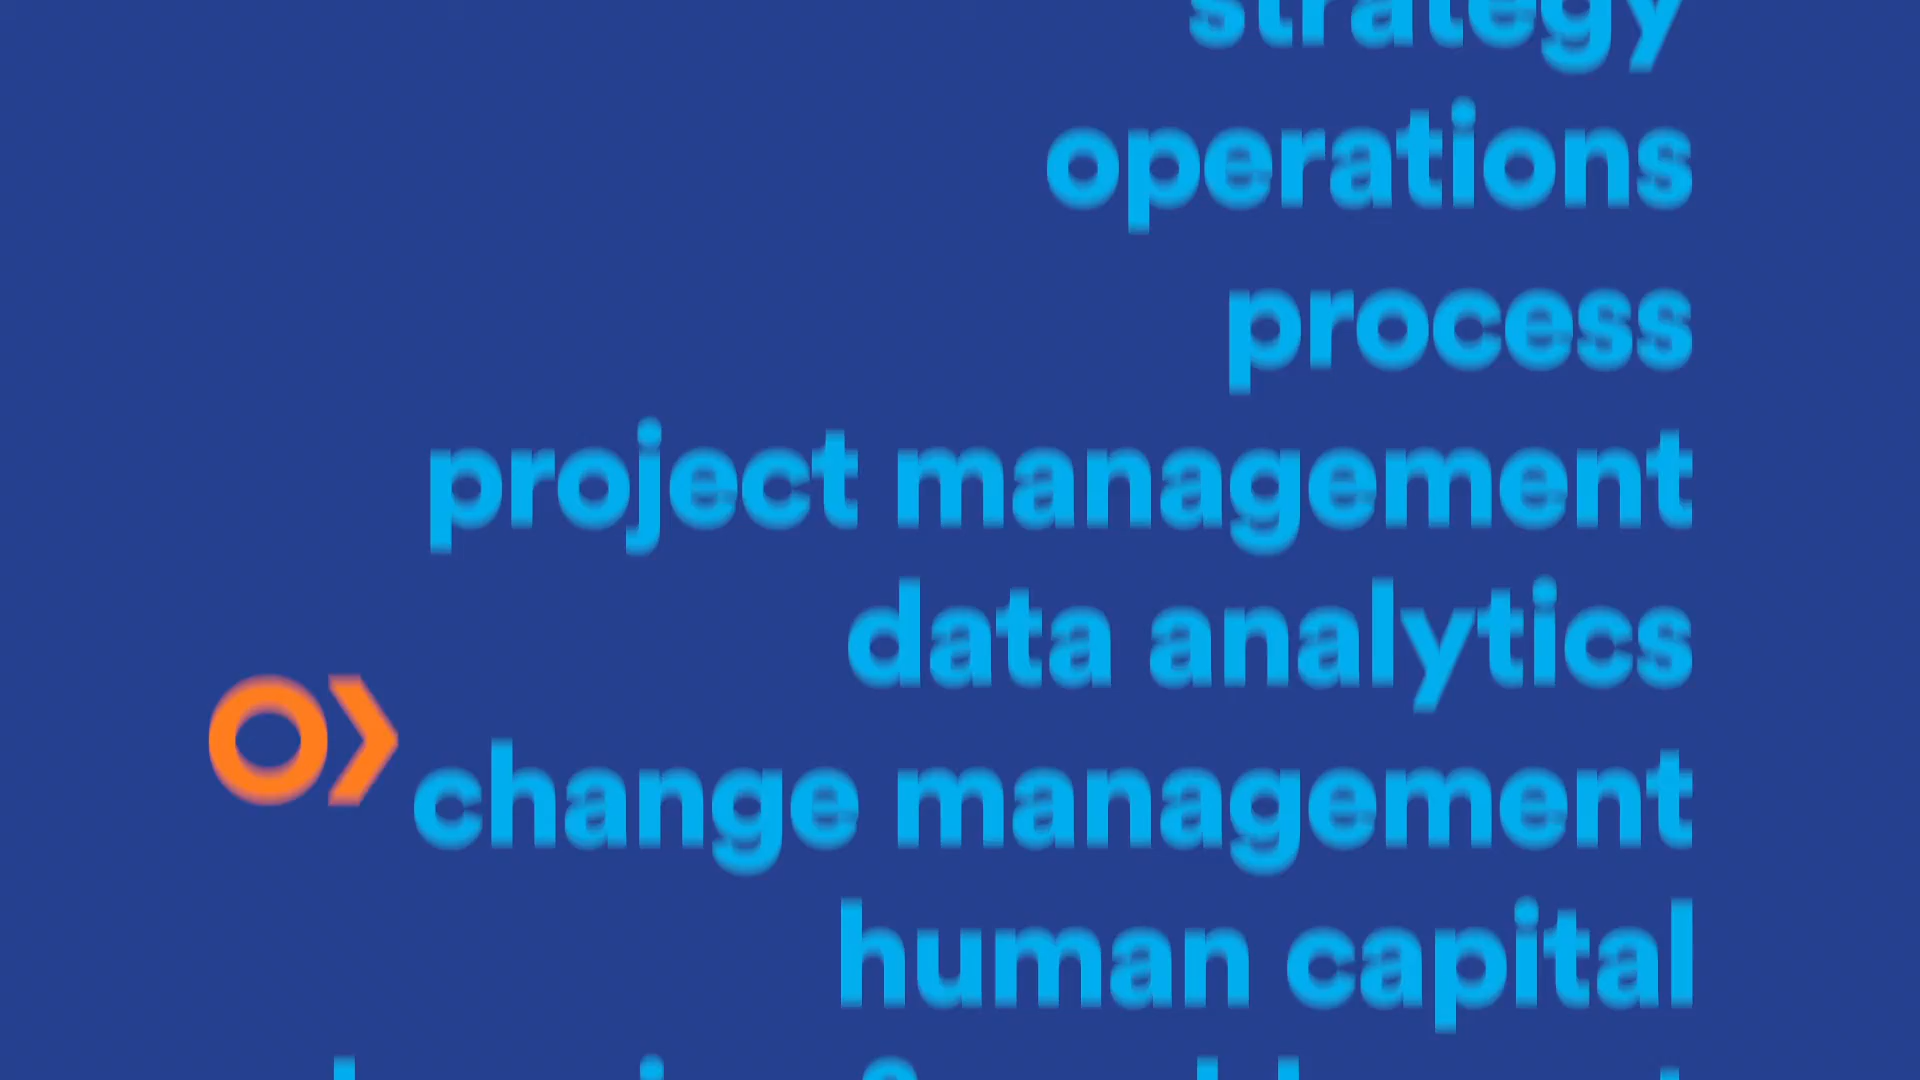 strategy
operations
process
project management
data analytics
change management
human capital